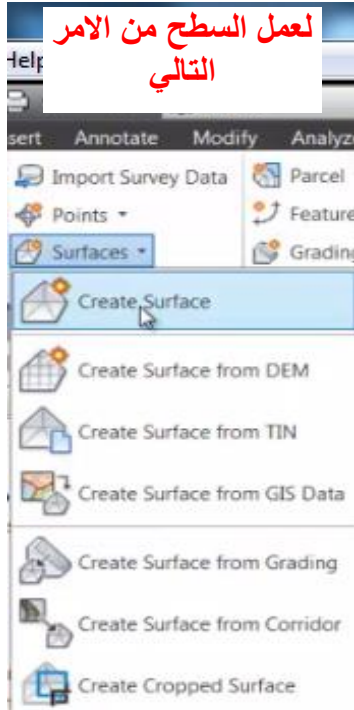 لعمل السطح من الامر
التالي
Help
sert Annotate Modify Analyz
Import Survey Data Parcel
Points Feature
Surfaces Grading
Create Surface
Create Surface from DEM
Create Surface from TIN
Create Surface from GIS Data
Create Surface from Grading
Create Surface from Corridor
Create Cropped Surface